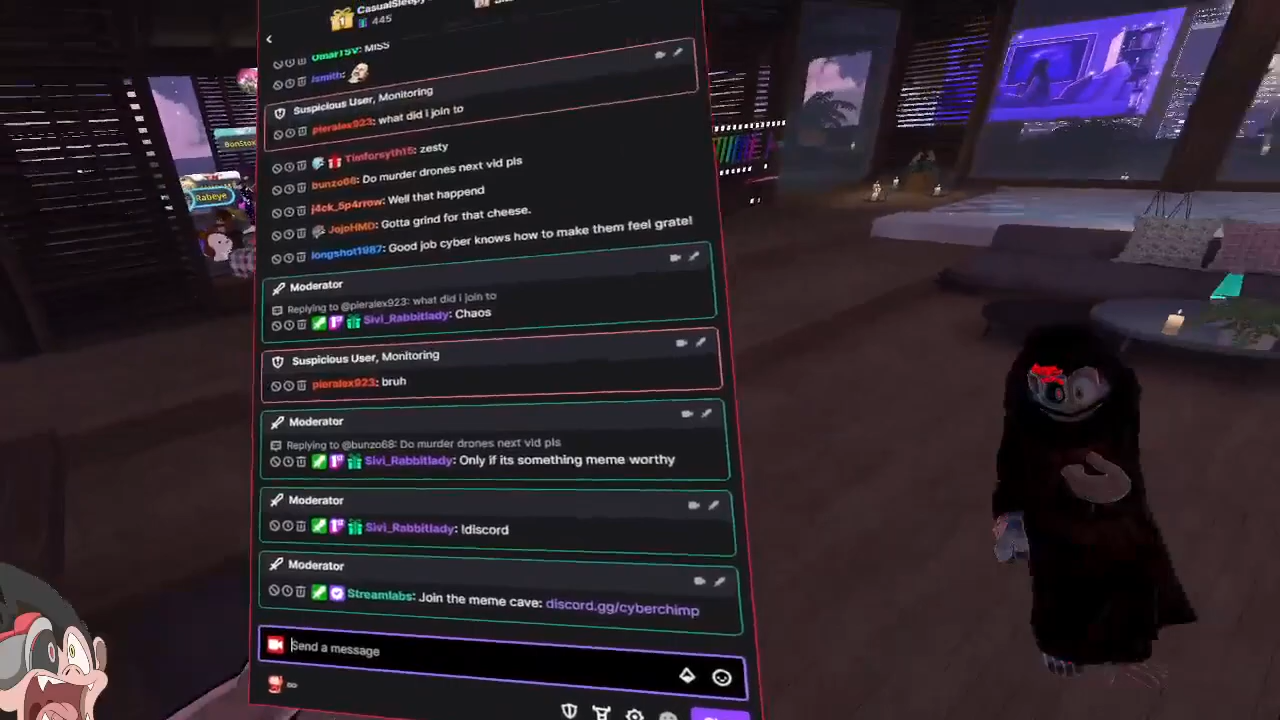 CasualSleepy
445
OmarTSV: MISS
Jsmith:
Suspicious User, Monitoring
pieralex923: what did i join to
Timforsyth15: zesty
bunzo68: Do murder drones next vid pls
j4ck_5p4rrow: Well that happend
JojoHMD: Gotta grind for that cheese.
longshot1987: Good job cyber knows how to make them feel grate!
Moderator
Replying to @pieralex923: what did i join to
Sivi_Rabbitlady: Chaos
Suspicious User, Monitoring
pieralex923: bruh
Moderator
Replying to @bunzo68: Do murder drones next vid pls
Sivi_Rabbitlady: Only if its something meme worthy
Moderator
Sivi_Rabbitlady: !discord
Moderator
Streamlabs: Join the meme cave: discord.gg/cyberchimp
Send a message
BonStox
Rabeye